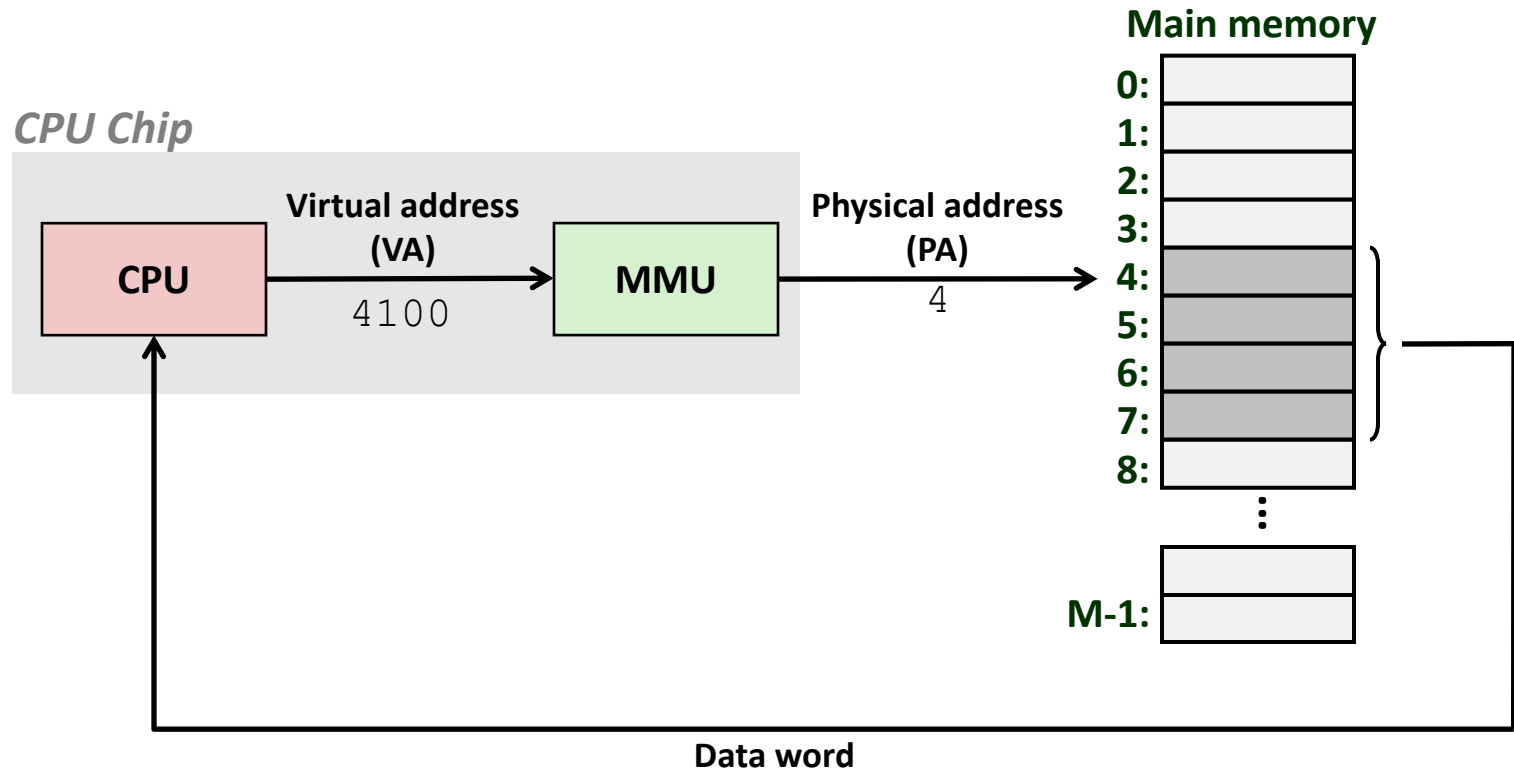 Main memory
0:
1:
2:
3:
4:
5:
6:
7:
8:
...
M-1:
CPU Chip
Virtual address
(VA)
4100
CPU
MMU
Physical address
(PA)
4
Data word